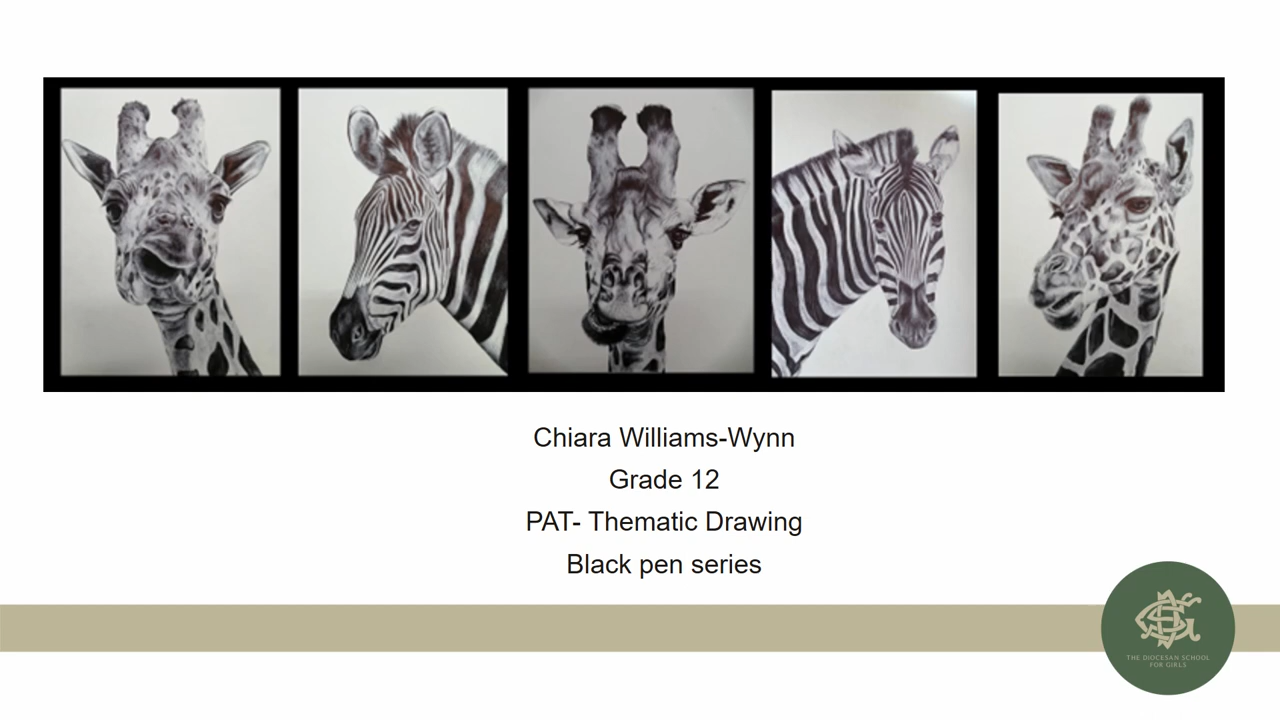 Chiara Williams-Wynn
Grade 12
PAT- Thematic Drawing
Black pen series
THE DIOCESAN SCHOOL
FOR GIRLS